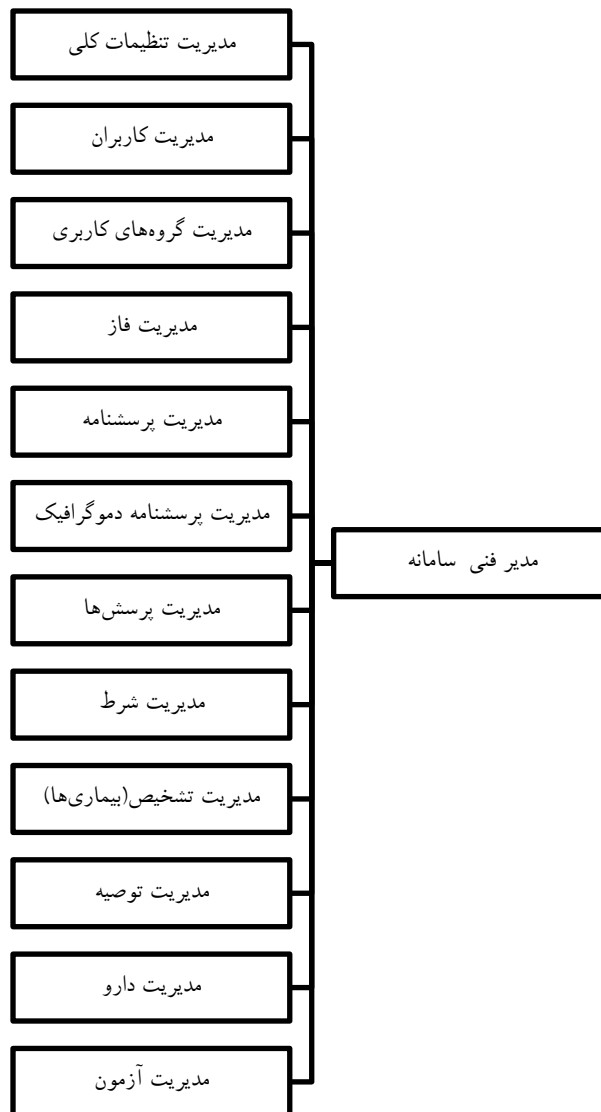 مدیریت تنظیمات کلی
مدیریت کاربران
مدیریت گروه‌های کاربری
مدیریت فاز
مدیریت پرسشنامه
مدیریت پرسشنامه دموگرافیک
مدیر فنی سامانه
مدیریت پرسش‌ها
مدیریت شرط
مدیریت تشخیص(بیماری‌ها)
مدیریت توصیه
مدیریت دارو
مدیریت آزمون